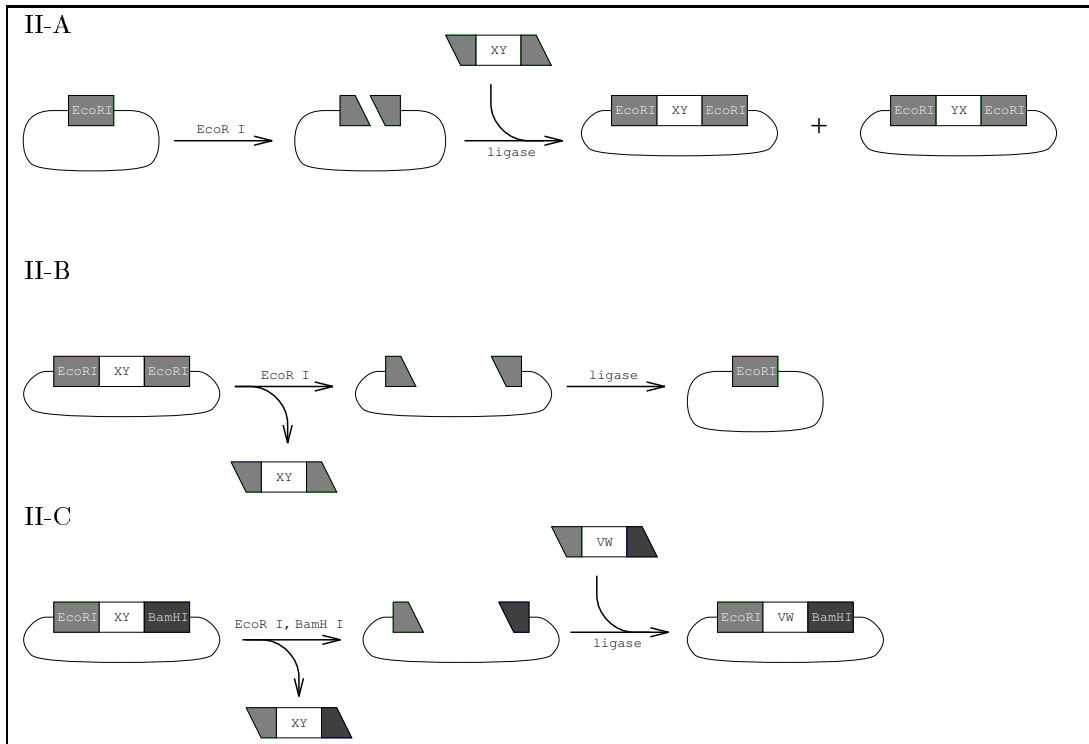 II-A
XY
EcoRI
EcoR I
ligase
EcoRI XY EcoRI
+
EcoRI YX EcoRI
II-B
EcoRI XY EcoRI
EcoR I
XY
ligase
EcoRI
II-C
VW
EcoRI XY BamHI
EcoR I, BamH I
XY
ligase
EcoRI VW BamHI